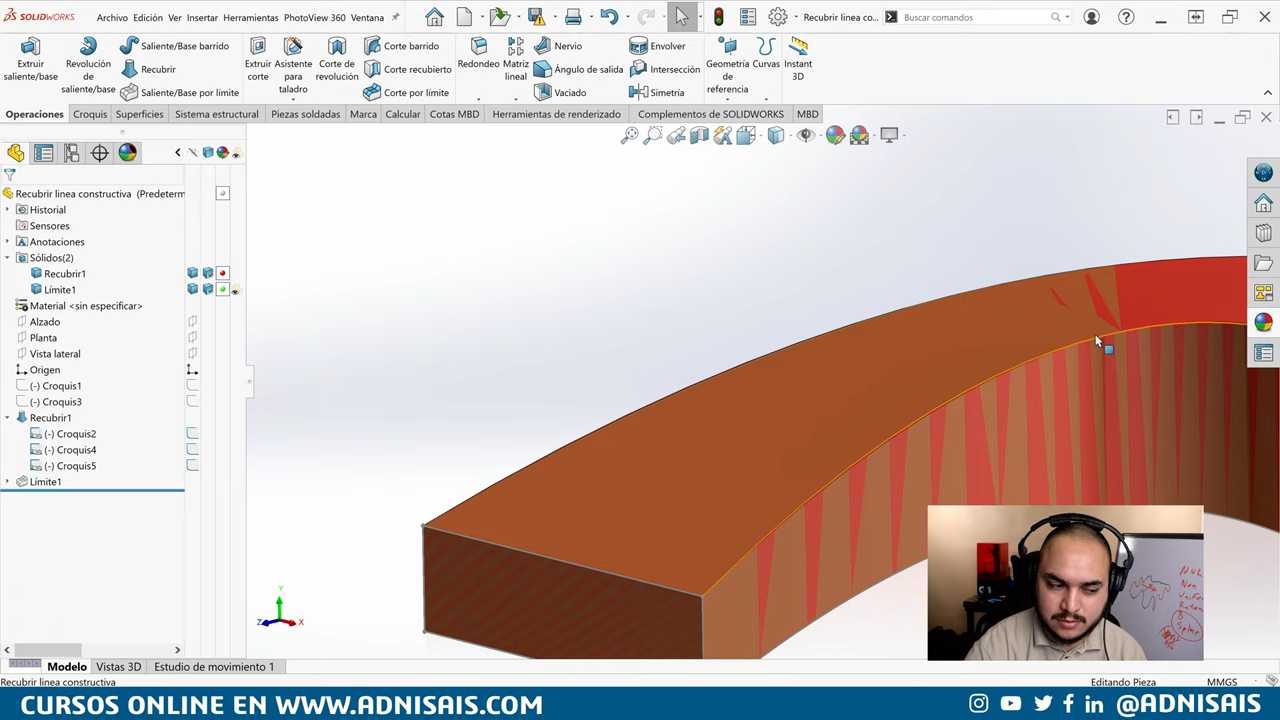 SOLIDWORKS
Archivo Edición Ver Insertar Herramientas PhotoView 360 Ventana
Recubrir linea co...
Buscar comandos
Extruir saliente/base
Revolución de saliente/base
Saliente/Base barrido
Recubrir
Saliente/Base por límite
Extruir corte
Asistente para taladro
Corte de revolución
Corte barrido
Corte recubierto
Corte por límite
Redondeo
Matriz lineal
Nervio
Ángulo de salida
Vaciado
Envolver
Intersección
Simetría
Geometría de referencia
Curvas
Instant 3D
Operaciones Croquis Superficies Sistema estructural Piezas soldadas Marca Calcular Cotas MBD Herramientas de renderizado Complementos de SOLIDWORKS MBD
Recubrir linea constructiva (Predeterm
Historial
Sensores
Anotaciones
Sólidos(2)
Recubrir1
Límite1
Material <sin especificar>
Alzado
Planta
Vista lateral
Origen
(-) Croquis1
(-) Croquis3
Recubrir1
(-) Croquis2
(-) Croquis4
(-) Croquis5
Límite1
Y
Z
X
Modelo Vistas 3D Estudio de movimiento 1
Recubrir linea constructiva
Editando Pieza
MMGS
CURSOS ONLINE EN WWW.ADNISAIS.COM
@ADNISAIS